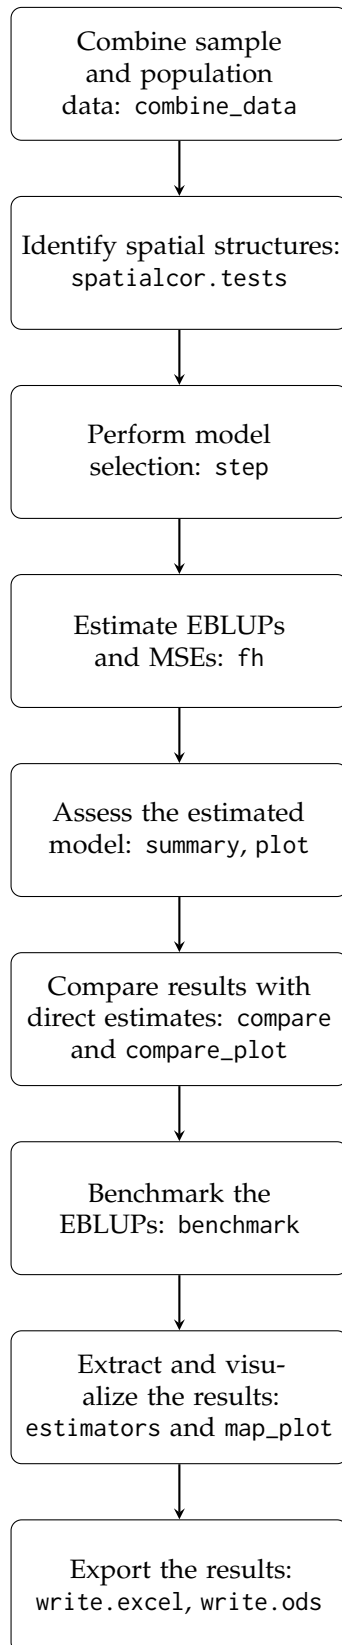 Combine sample
and population
data: combine_data
Identify spatial structures:
spatialcor.tests
Perform model
selection: step
Estimate EBLUPs
and MSEs: fh
Assess the estimated
model: summary, plot
Compare results with
direct estimates: compare
and compare_plot
Benchmark the
EBLUPs: benchmark
Extract and visu-
alize the results:
estimators and map_plot
Export the results:
write.excel, write.ods